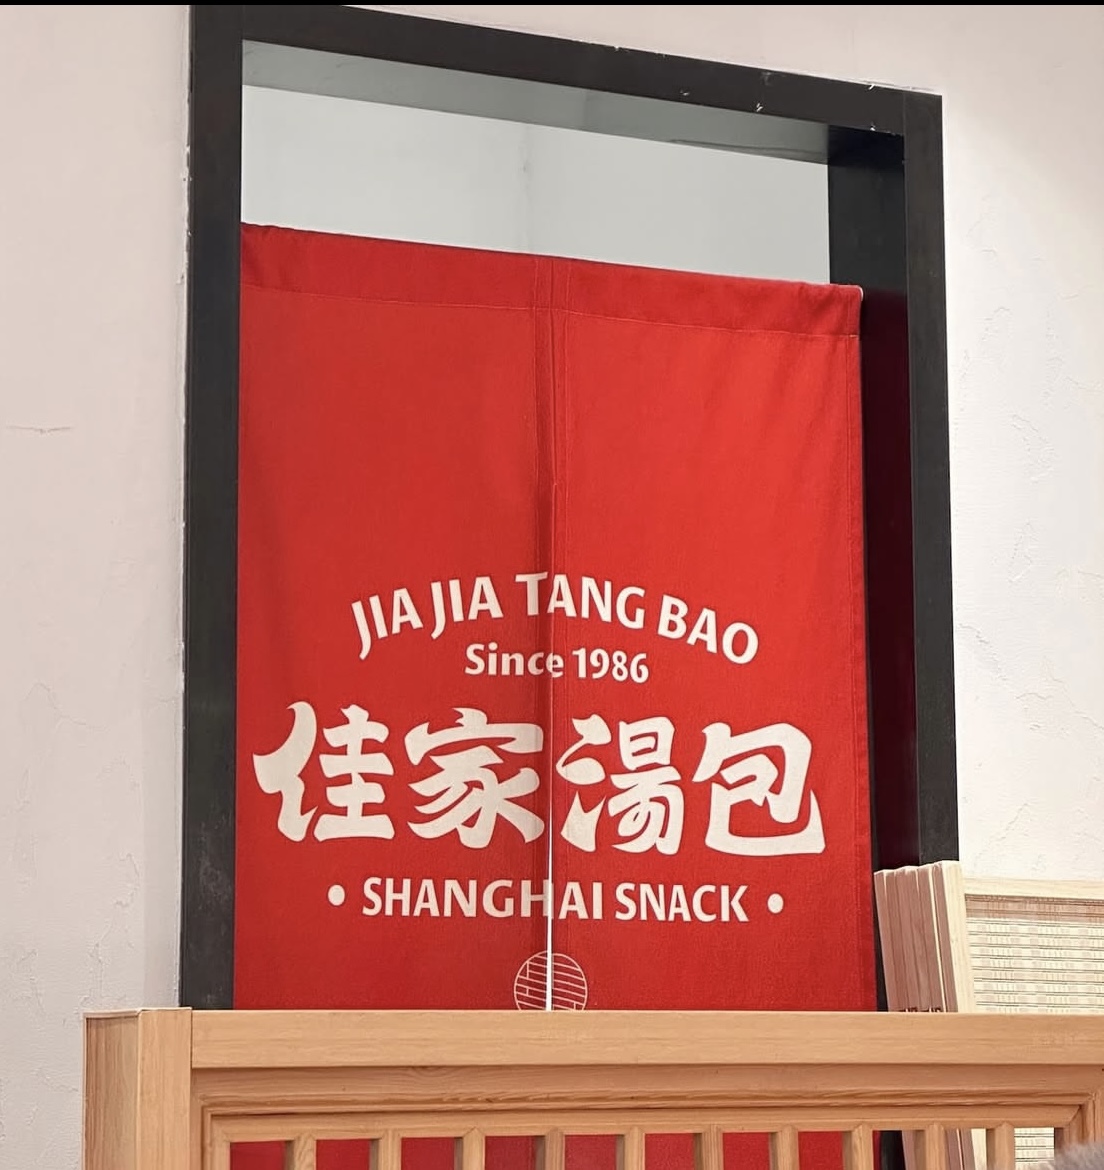 JIA JIA TANG BAO
Since 1986
佳家湯包
• SHANGHAI SNACK •